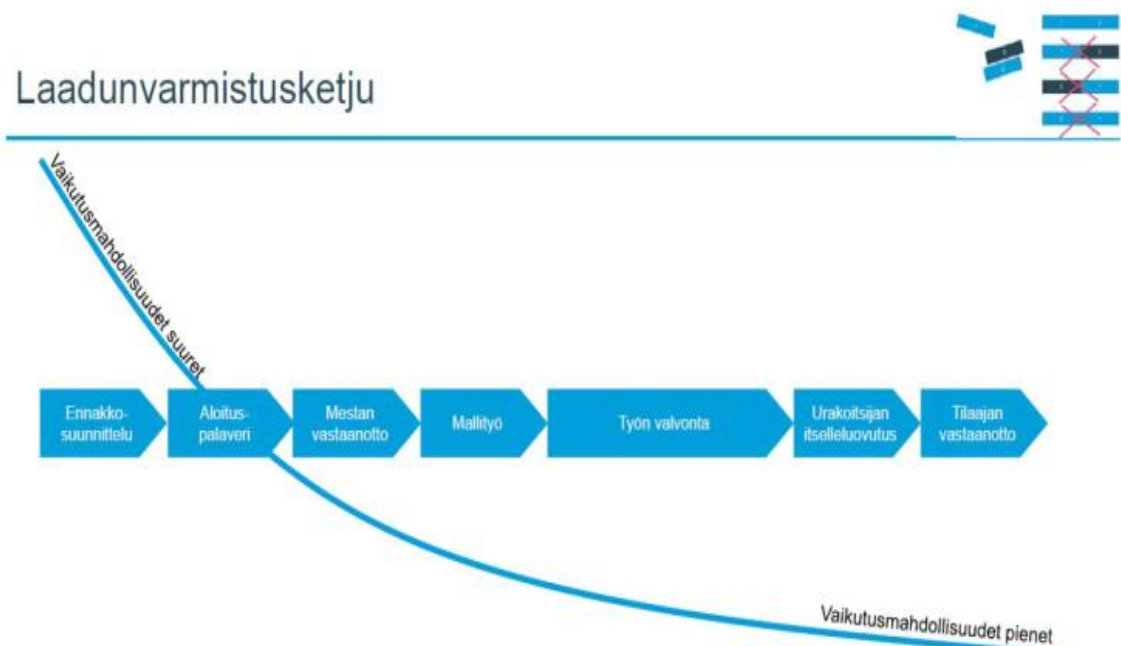 Laadunvarmistusketju
Vaikutusmahdollisuudet suuret
Ennakko-
suunnittelu
Aloitus-
palaveri
Mestan
vastaanotto
Mallityö
Työn valvonta
Urakoitsijan
itselleluovutus
Tilaajan
vastaanotto
Vaikutusmahdollisuudet pienet